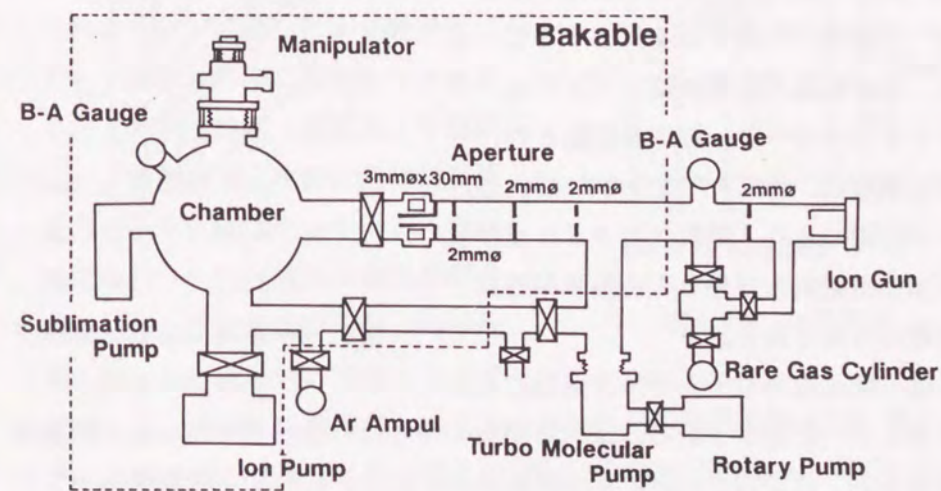 Manipulator
Bakable
B-A Gauge
B-A Gauge
Aperture
3mmøx30mm
2mmø
2mmø
2mmø
Chamber
2mmø
Ion Gun
Sublimation
Pump
Rare Gas Cylinder
Ar Ampul
Ion Pump
Turbo Molecular
Pump
Rotary Pump